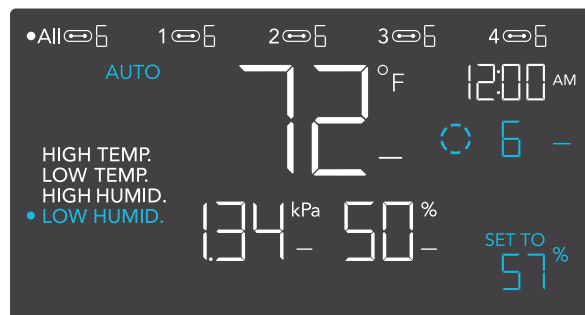 •All 6 1 6 2 6 3 6 4 6
AUTO 72 °F 12:00 AM
6 –
HIGH TEMP.
LOW TEMP.
HIGH HUMID.
• LOW HUMID.
1.34 kPa – 50 % –
SET TO
57 %